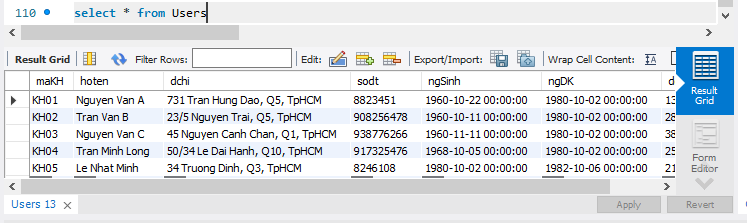 110 select * from Users
Result Grid Filter Rows: Edit: Export/Import: Wrap Cell Content: IA
maKH hoten dchi sodt ngSinh ngDK d
KH01 Nguyen Van A 731 Tran Hung Dao, Q5, TpHCM 8823451 1960-10-22 00:00:00 1980-10-02 00:00:00 13
KH02 Tran Van B 23/5 Nguyen Trai, Q5, TpHCM 908256478 1960-10-11 00:00:00 1980-10-02 00:00:00 28
KH03 Nguyen Van C 45 Nguyen Canh Chan, Q1, TpHCM 938776266 1960-11-11 00:00:00 1980-10-02 00:00:00 38
KH04 Tran Minh Long 50/34 Le Dai Hanh, Q10, TpHCM 917325476 1968-10-05 00:00:00 1980-10-02 00:00:00 25
KH05 Le Nhat Minh 34 Truong Dinh, Q3, TpHCM 8246108 1980-10-02 00:00:00 1982-10-06 00:00:00 21
Result
Grid
Form
Editor
Users 13 Apply Revert